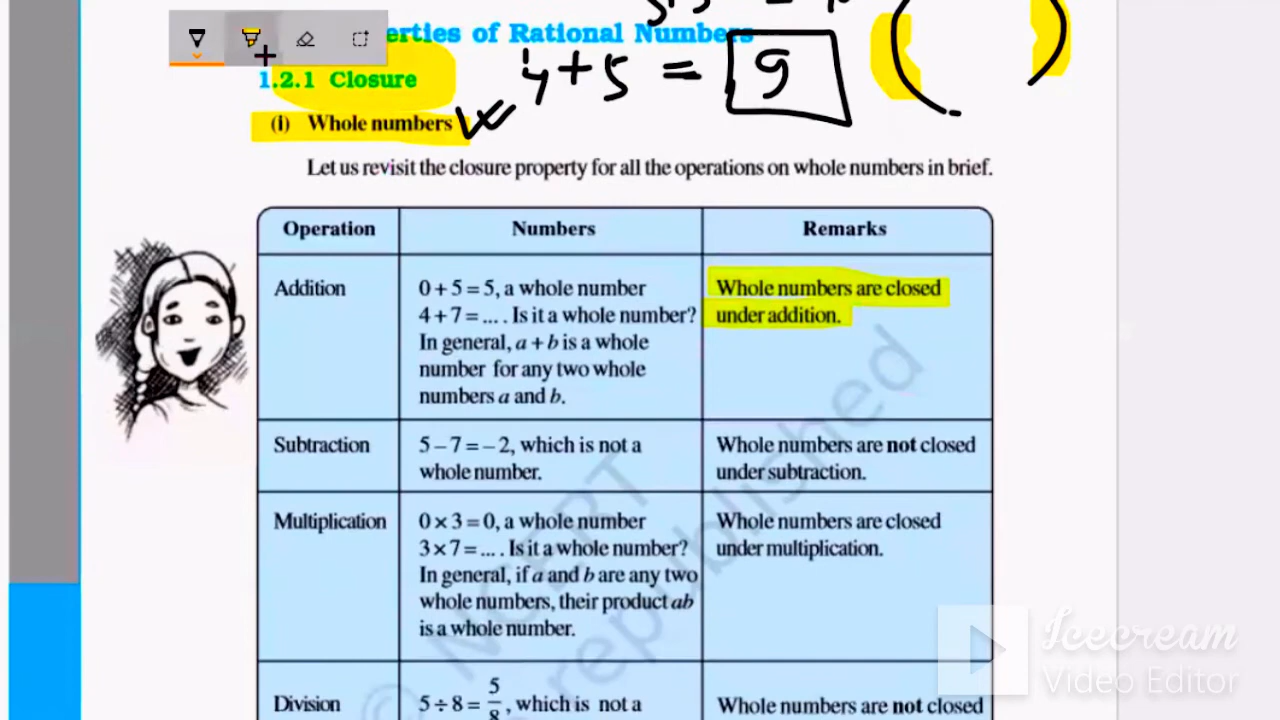 erties of Rational Numbers
1.2.1 Closure
4 + 5 = 9
(i) Whole numbers
Let us revisit the closure property for all the operations on whole numbers in brief.
Operation Numbers Remarks
Addition
0 + 5 = 5, a whole number
4 + 7 = ... . Is it a whole number?
In general, a + b is a whole
number for any two whole
numbers a and b.
Whole numbers are closed
under addition.
Subtraction
5 – 7 = – 2, which is not a
whole number.
Whole numbers are not closed
under subtraction.
Multiplication
0 × 3 = 0, a whole number
3 × 7 = ... . Is it a whole number?
In general, if a and b are any two
whole numbers, their product ab
is a whole number.
Whole numbers are closed
under multiplication.
Division
5 ÷ 8 = 5/8, which is not a
Whole numbers are not closed
© NCERT
republished
Icecream
Video Editor